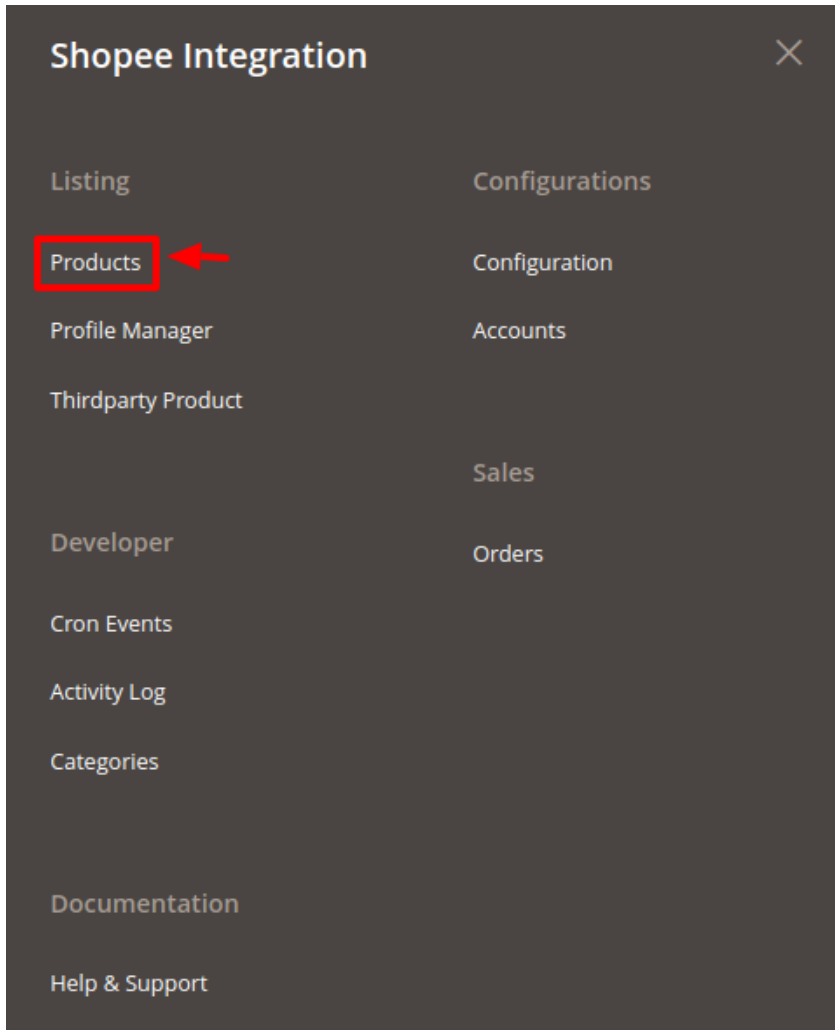 Shopee Integration
Listing
Products
Profile Manager
Thirdparty Product
Developer
Cron Events
Activity Log
Categories
Documentation
Help & Support
Configurations
Configuration
Accounts
Sales
Orders